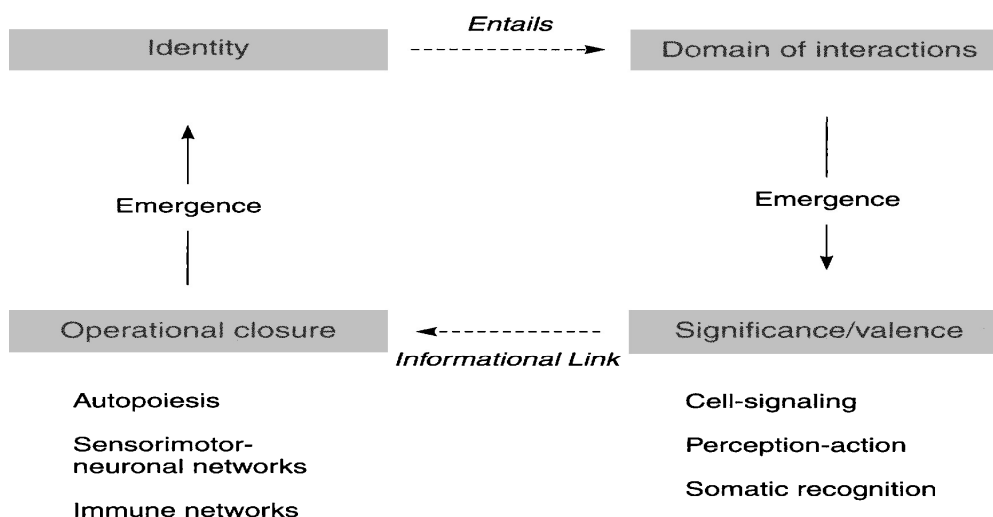 Entails
Identity
Domain of interactions
Emergence
Emergence
Operational closure
Significance/valence
Informational Link
Autopoiesis
Sensorimotor-
neuronal networks
Immune networks
Cell-signaling
Perception-action
Somatic recognition